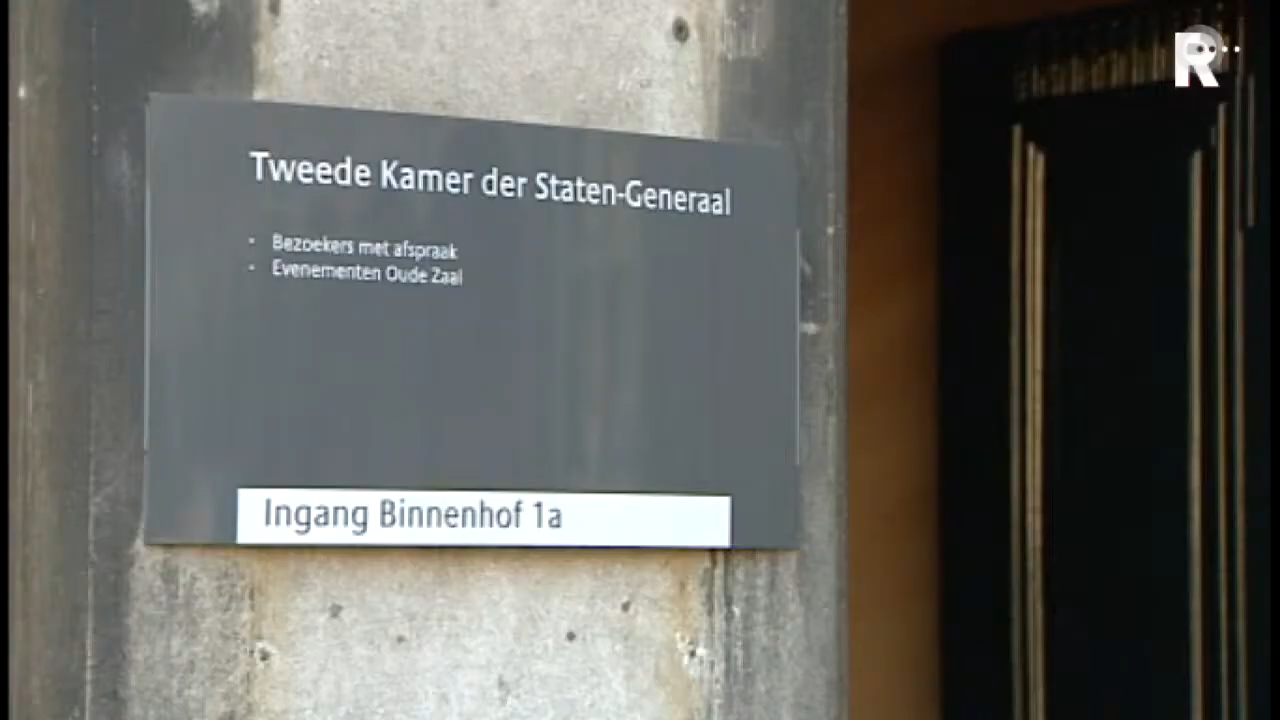 Tweede Kamer der Staten-Generaal
• Bezoekers met afspraak
• Evenementen Oude Zaal
Ingang Binnenhof 1a
R